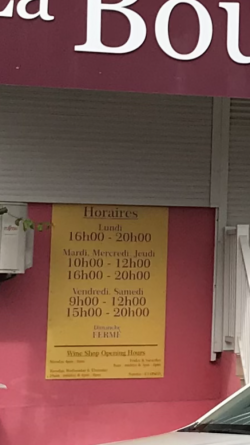 La Bou
Horaires
Lundi
16h00 - 20h00
Mardi, Mercredi, Jeudi
10h00 - 12h00
16h00 - 20h00
Vendredi, Samedi
9h00 - 12h00
15h00 - 20h00
Dimanche
FERMÉ
Wine Shop Opening Hours